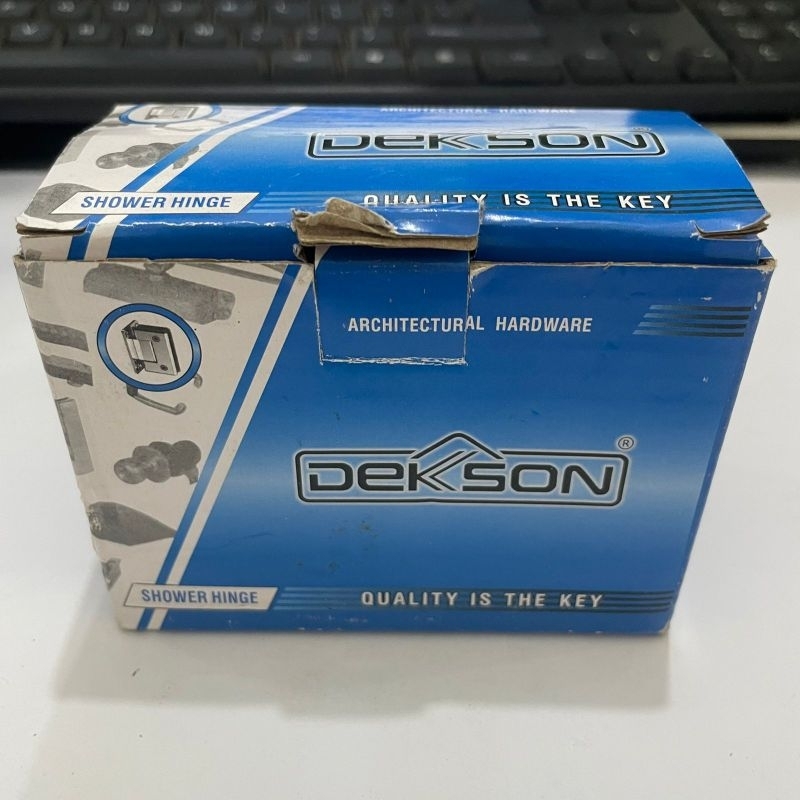 ARCHITECTURAL HARDWARE
DEKSON
SHOWER HINGE
QUALITY IS THE KEY
ARCHITECTURAL HARDWARE
DEKSON®
SHOWER HINGE
QUALITY IS THE KEY